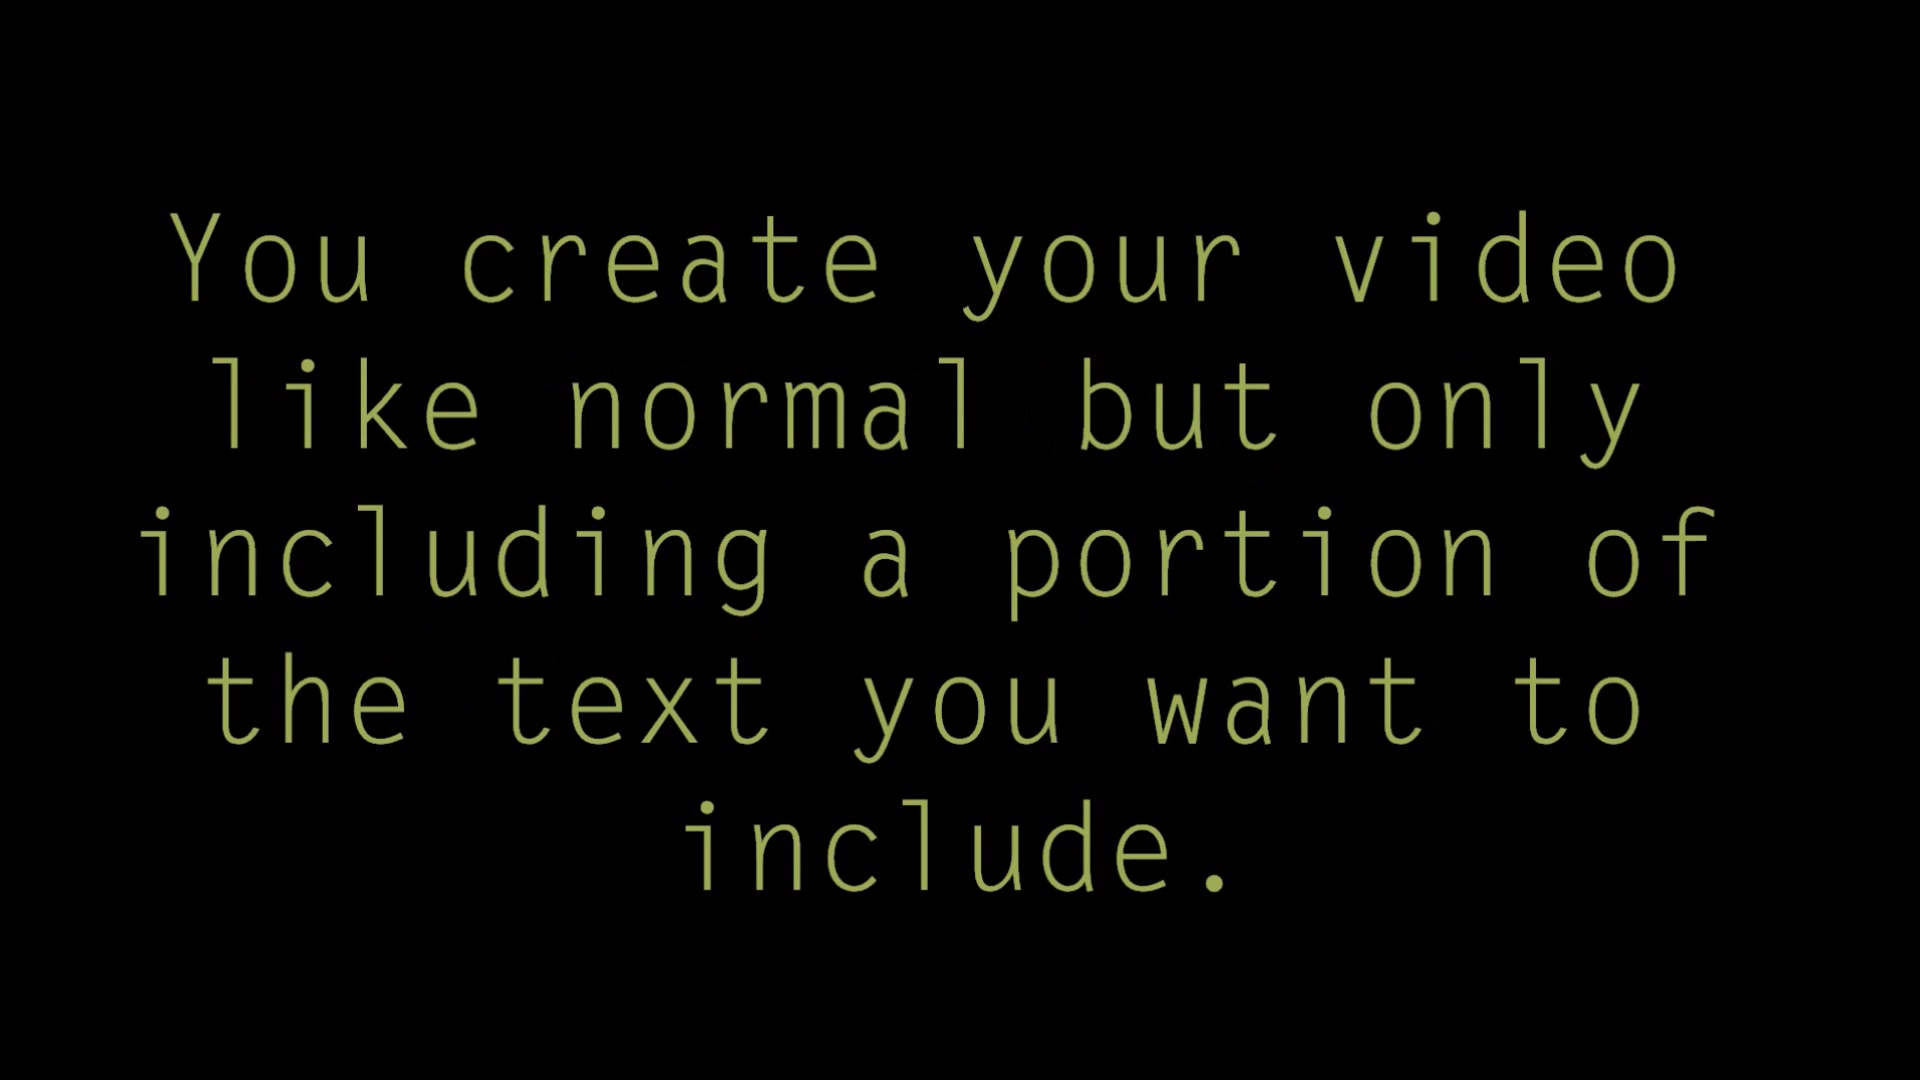 You create your video
like normal but only
including a portion of
the text you want to
include.